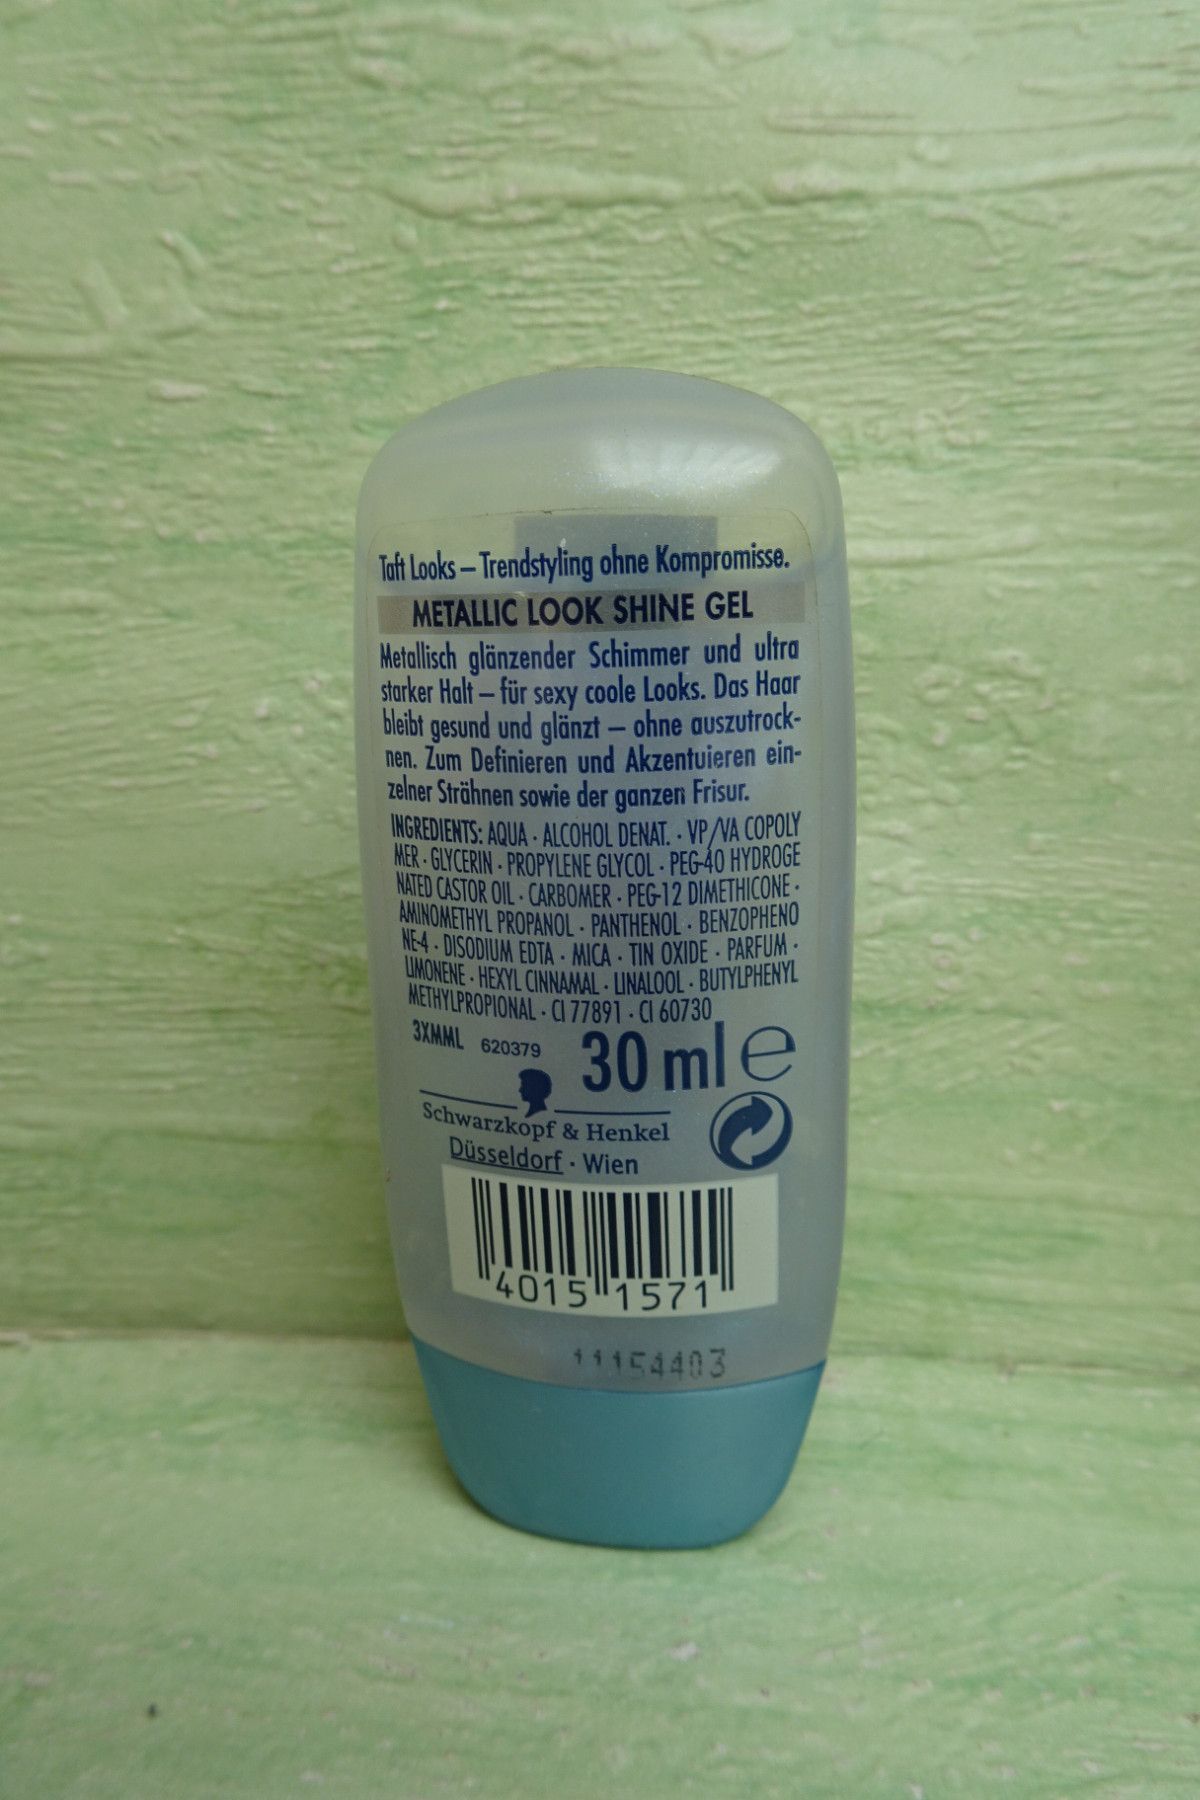 Taft Looks – Trendstyling ohne Kompromisse.
METALLIC LOOK SHINE GEL
Metallisch glänzender Schimmer und ultra
starker Halt – für sexy coole Looks. Das Haar
bleibt gesund und glänzt – ohne auszutrock-
nen. Zum Definieren und Akzentuieren ein-
zelner Strähnen sowie der ganzen Frisur.
INGREDIENTS: AQUA · ALCOHOL DENAT. · VP/VA COPOLY
MER · GLYCERIN · PROPYLENE GLYCOL · PEG-40 HYDROGE
NATED CASTOR OIL · CARBOMER · PEG-12 DIMETHICONE ·
AMINOMETHYL PROPANOL · PANTHENOL · BENZOPHENO
NE-4 · DISODIUM EDTA · MICA · TIN OXIDE · PARFUM ·
LIMONENE · HEXYL CINNAMAL · LINALOOL · BUTYLPHENYL
METHYLPROPIONAL · CI 77891 · CI 60730
3XMML 620379 30 ml e
Schwarzkopf & Henkel
Düsseldorf · Wien
4015 1571
11154403